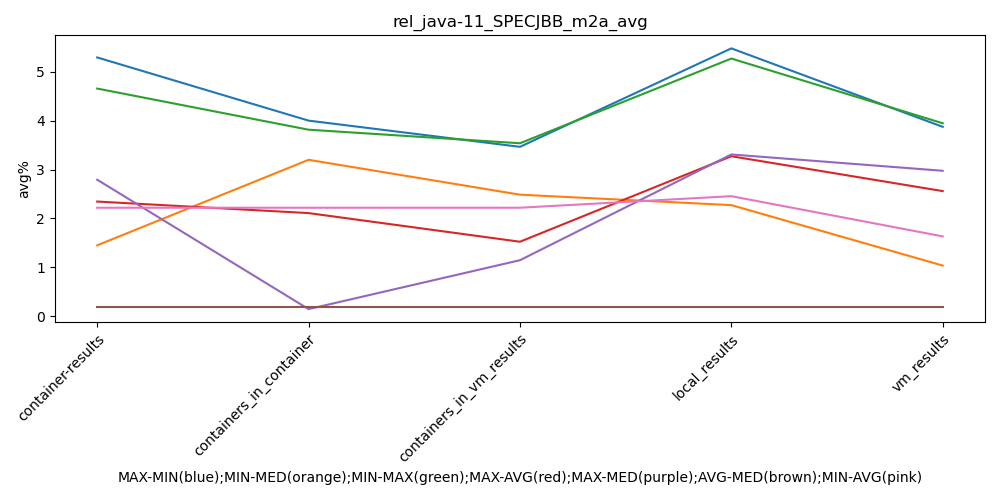 rel_java-11_SPECJBB_m2a_avg
avg%
5
4
3
2
1
0
container-results
containers_in_container
containers_in_vm_results
local_results
vm_results
MAX-MIN(blue);MIN-MED(orange);MIN-MAX(green);MAX-AVG(red);MAX-MED(purple);AVG-MED(brown);MIN-AVG(pink)